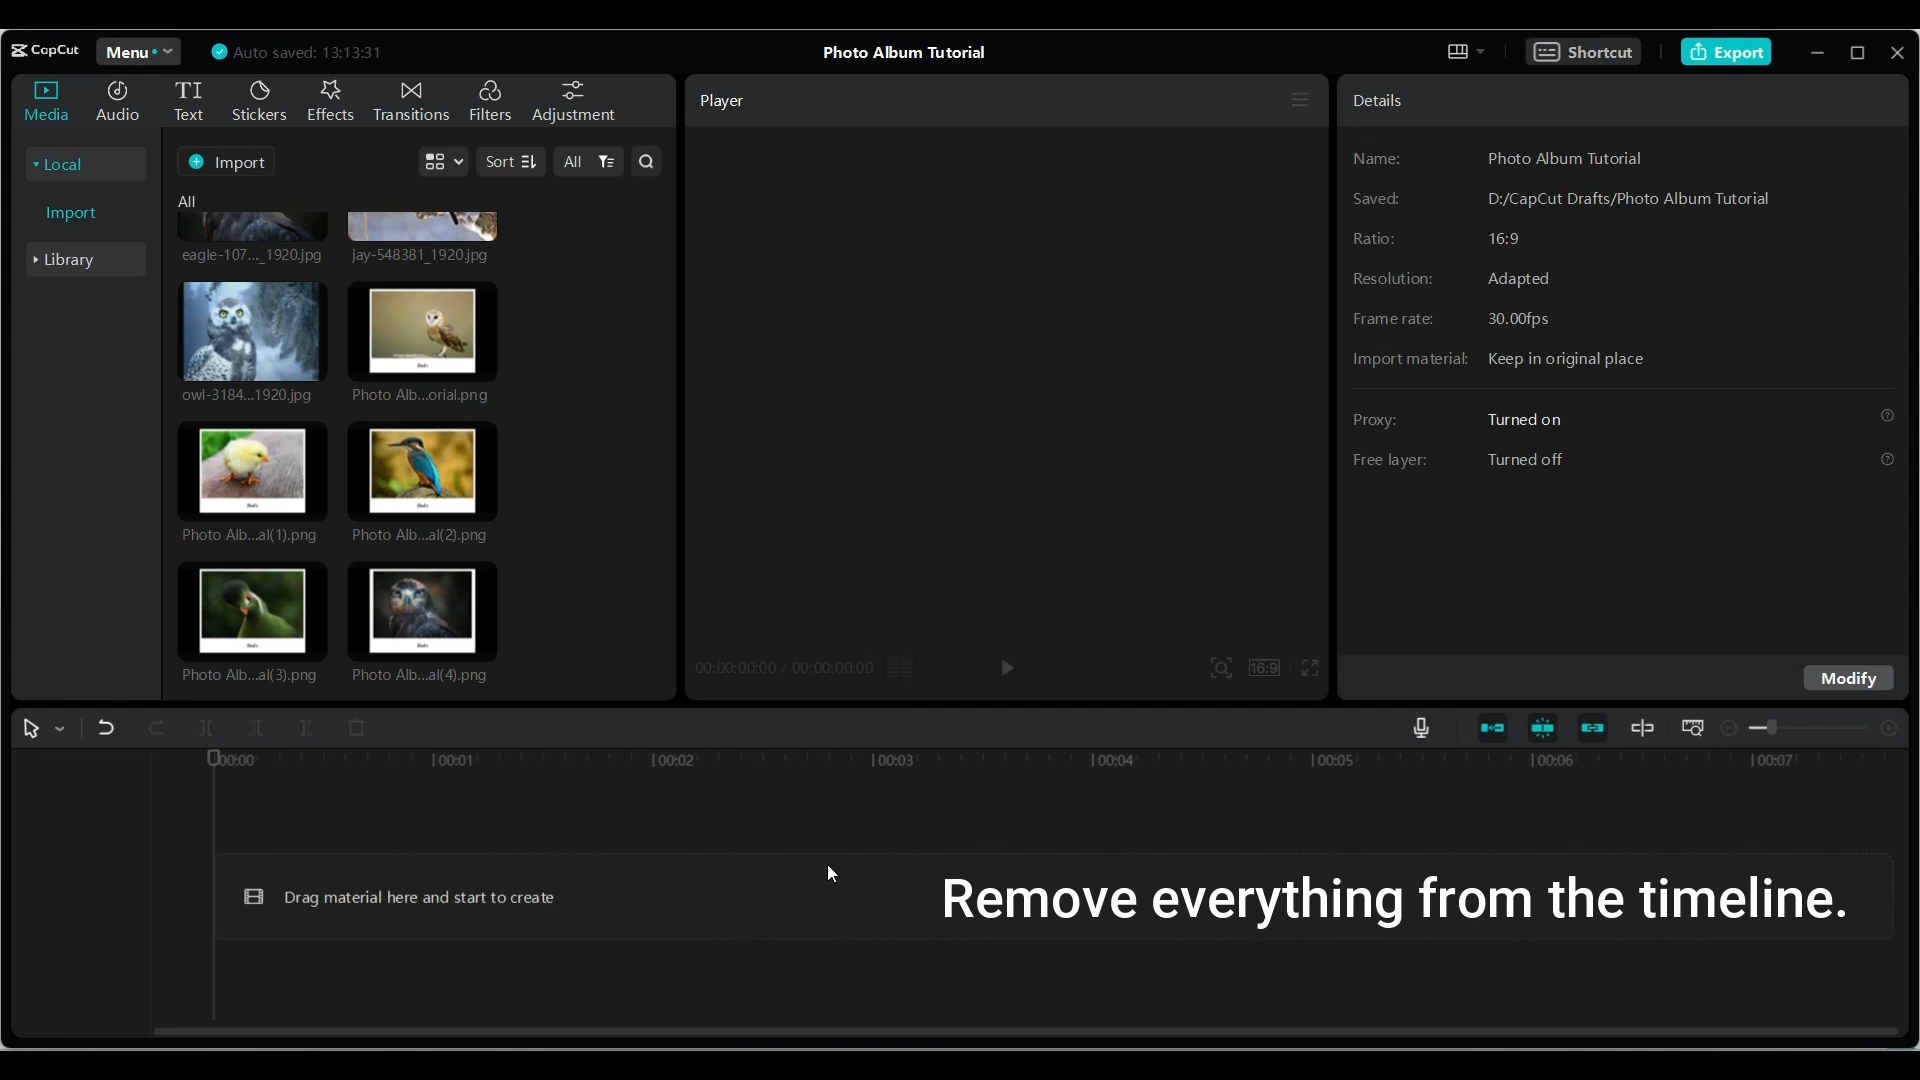 CapCut Menu Auto saved: 13:13:31 Photo Album Tutorial Shortcut Export
Media Audio Text Stickers Effects Transitions Filters Adjustment
Player
Details
Local
Import
Library
Import Sort All
All
eagle-107..._1920.jpg jay-548381_1920.jpg
owl-3184...1920.jpg Photo Alb...orial.png
Photo Alb...al(1).png Photo Alb...al(2).png
Photo Alb...al(3).png Photo Alb...al(4).png
00:00:00:00 / 00:00:00:00 16:9
Name: Photo Album Tutorial
Saved: D:/CapCut Drafts/Photo Album Tutorial
Ratio: 16:9
Resolution: Adapted
Frame rate: 30.00fps
Import material: Keep in original place
Proxy: Turned on
Free layer: Turned off
Modify
00:00 00:01 00:02 00:03 00:04 00:05 00:06 00:07
Drag material here and start to create
Remove everything from the timeline.